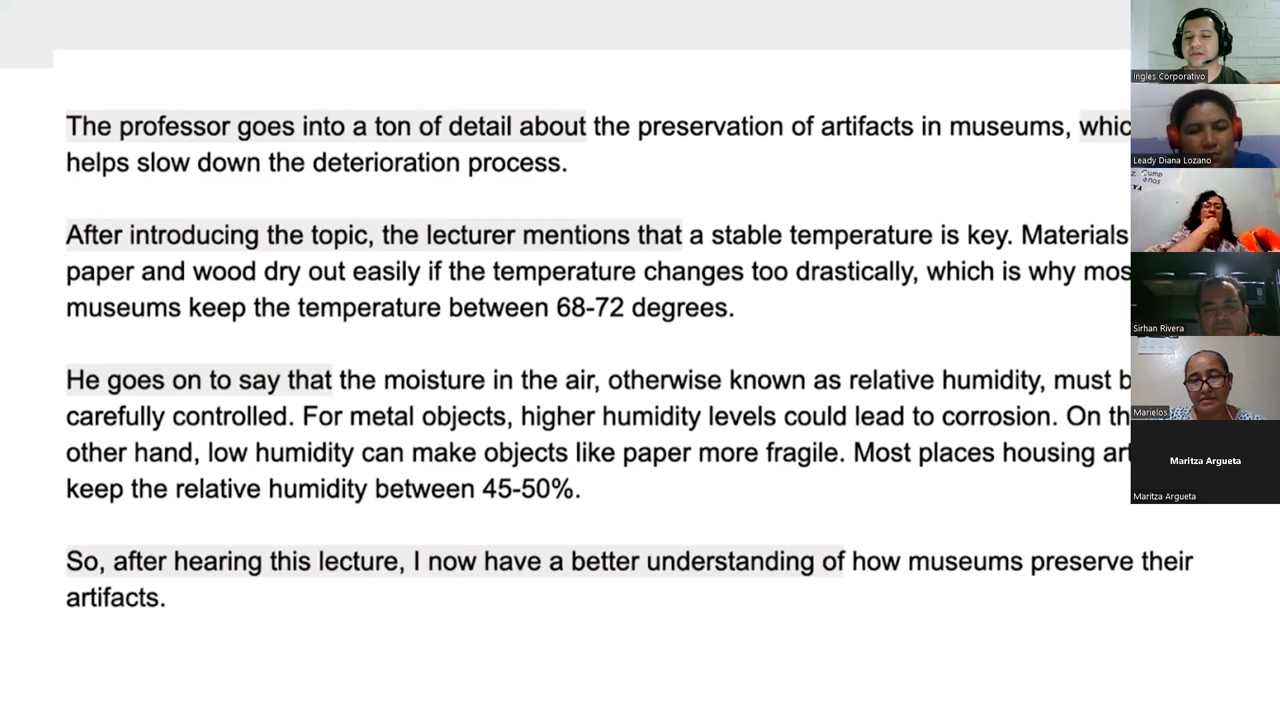 The professor goes into a ton of detail about the preservation of artifacts in museums, whic
helps slow down the deterioration process.
After introducing the topic, the lecturer mentions that a stable temperature is key. Materials
paper and wood dry out easily if the temperature changes too drastically, which is why mos
museums keep the temperature between 68-72 degrees.
He goes on to say that the moisture in the air, otherwise known as relative humidity, must b
carefully controlled. For metal objects, higher humidity levels could lead to corrosion. On th
other hand, low humidity can make objects like paper more fragile. Most places housing art
keep the relative humidity between 45-50%.
So, after hearing this lecture, I now have a better understanding of how museums preserve their
artifacts.
Ingles Corporativo
Leady Diana Lozano
Cump
años
Sirhan Rivera
Marielos
Maritza Argueta
Maritza Argueta